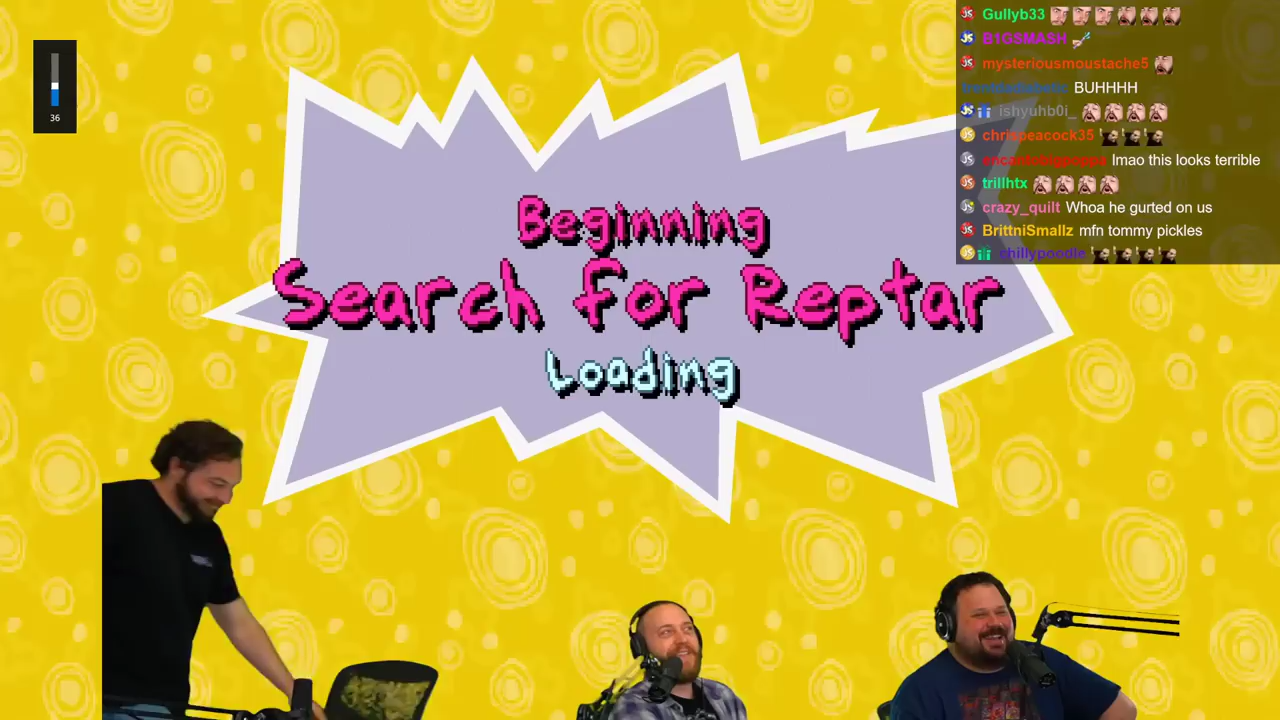 36
Beginning
Search for Reptar
Loading
Gullyb33
B1GSMASH
mysteriousmoustache5
BUHHHH
ishyuhb0i_
chrispeacock35
lmao this looks terrible
trillhtx
crazy_quilt Whoa he gurted on us
BrittniSmallz mfn tommy pickles
chillypoodle